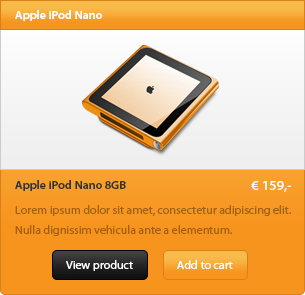 Apple iPod Nano
Apple iPod Nano 8GB
€ 159,-
Lorem ipsum dolor sit amet, consectetur adipiscing elit.
Nulla dignissim vehicula ante a elementum.
View product
Add to cart